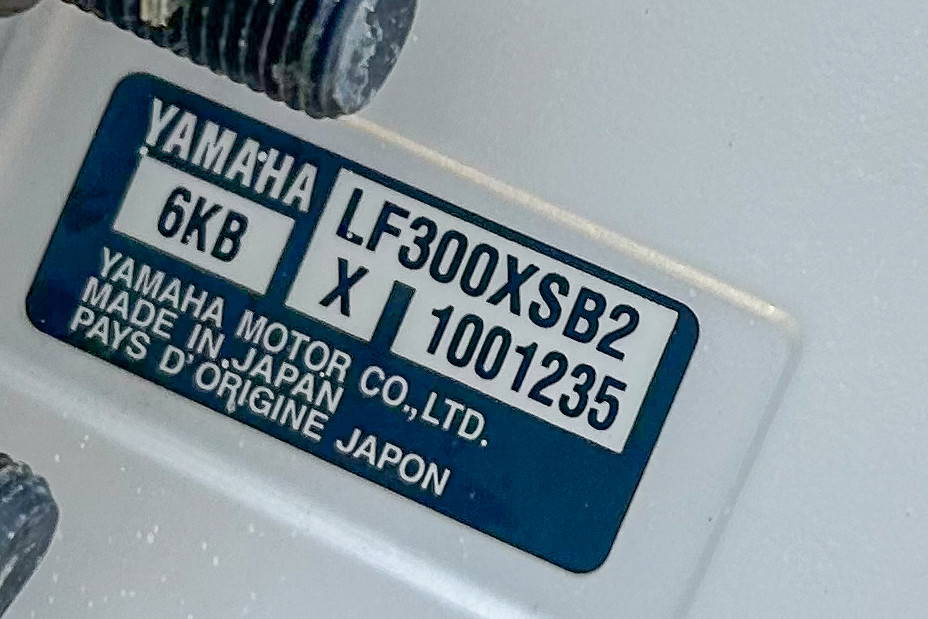 YAMAHA
LF300XSB2
6KB
X
1001235
YAMAHA MOTOR CO.,LTD.
MADE IN JAPAN
PAYS D'ORIGINE JAPON